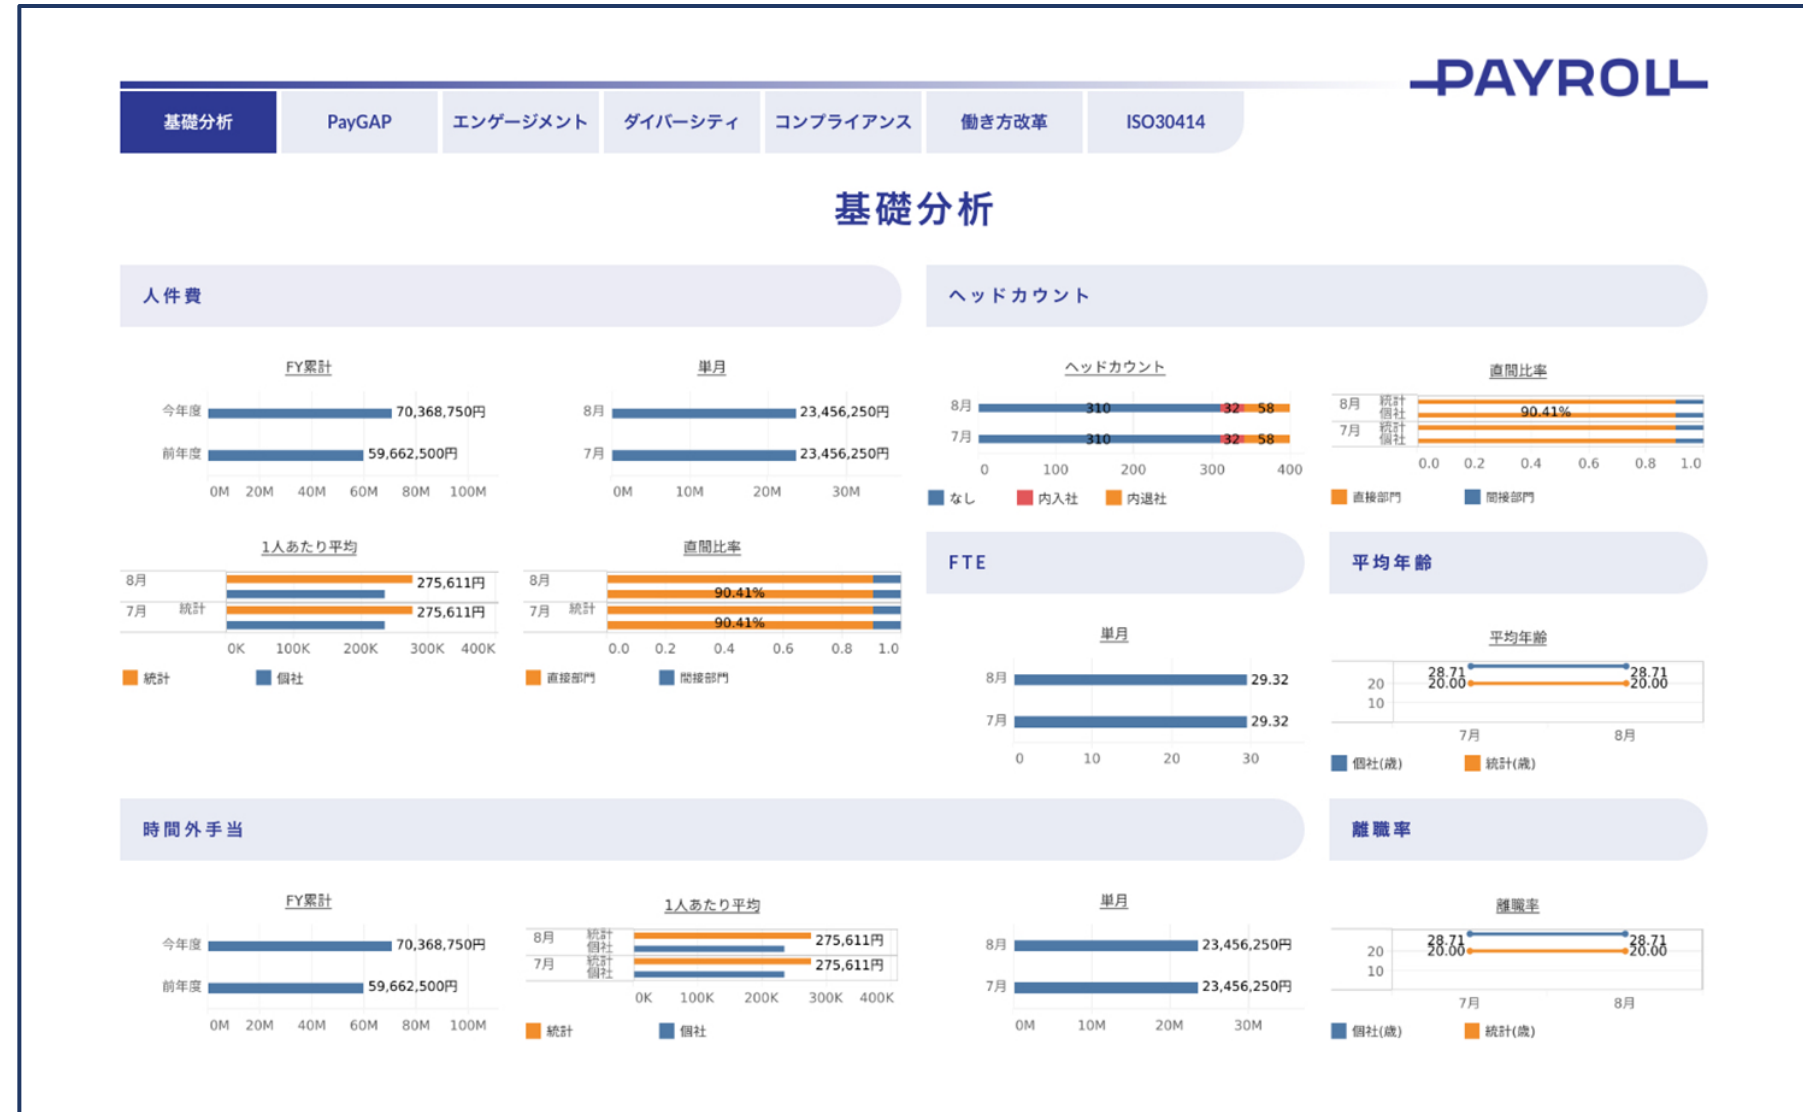 PAYROLL
基礎分析 PayGAP エンゲージメント ダイバーシティ コンプライアンス 働き方改革 ISO30414
基礎分析
人件費
FY累計
今年度 70,368,750円
前年度 59,662,500円
0M 20M 40M 60M 80M 100M
単月
8月 23,456,250円
7月 23,456,250円
0M 10M 20M 30M
1人あたり平均
8月 275,611円
7月 統計 275,611円
0K 100K 200K 300K 400K
統計 個社
直間比率
8月 90.41%
7月 統計 90.41%
0.0 0.2 0.4 0.6 0.8 1.0
直接部門 間接部門
ヘッドカウント
ヘッドカウント
8月 310 32 58
7月 310 32 58
0 100 200 300 400
なし 内入社 内退社
直間比率
8月 統計
個社 90.41%
7月 統計
個社
0.0 0.2 0.4 0.6 0.8 1.0
直接部門 間接部門
FTE
単月
8月 29.32
7月 29.32
0 10 20 30
平均年齢
平均年齢
28.71 28.71
20 20.00 20.00
10
7月 8月
個社(歳) 統計(歳)
時間外手当
FY累計
今年度 70,368,750円
前年度 59,662,500円
0M 20M 40M 60M 80M 100M
1人あたり平均
8月 統計 275,611円
個社
7月 統計 275,611円
個社
0K 100K 200K 300K 400K
統計 個社
単月
8月 23,456,250円
7月 23,456,250円
0M 10M 20M 30M
離職率
離職率
28.71 28.71
20 20.00 20.00
10
7月 8月
個社(歳) 統計(歳)